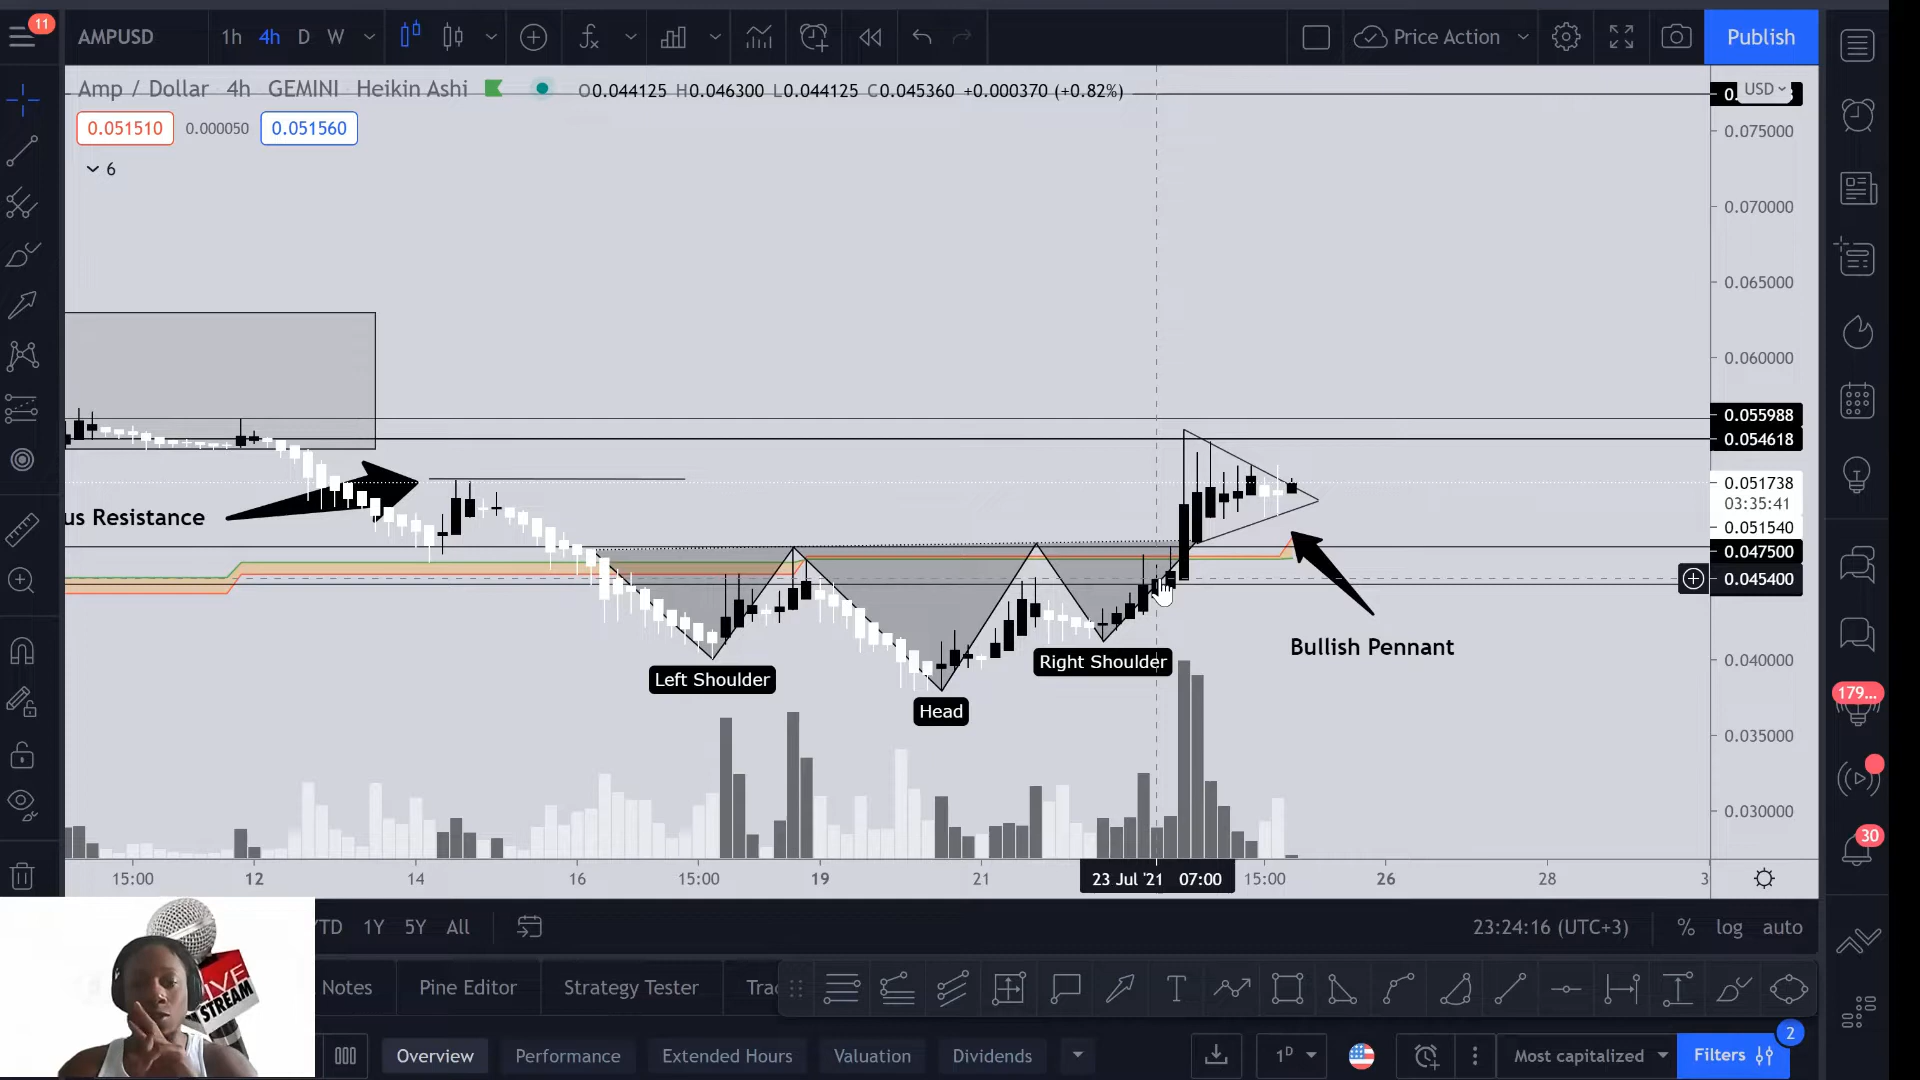 11
AMPUSD
1h 4h D W
Price Action
Publish
Amp / Dollar 4h GEMINI Heikin Ashi
O0.044125 H0.046300 L0.044125 C0.045360 +0.000370 (+0.82%)
USD
0.075000
0.051510 0.000050 0.051560
6
0.070000
0.065000
0.060000
0.055988
0.054618
0.051738
03:35:41
0.051540
0.047500
0.045400
0.040000
0.035000
0.030000
us Resistance
Left Shoulder
Head
Right Shoulder
Bullish Pennant
179...
30
15:00 12 14 16 15:00 19 21 23 Jul '21 07:00 15:00 26 28 3
TD 1Y 5Y All
23:24:16 (UTC+3) % log auto
LIVE
STREAM
Notes Pine Editor Strategy Tester Tra
Overview Performance Extended Hours Valuation Dividends
1D
Most capitalized
Filters
2